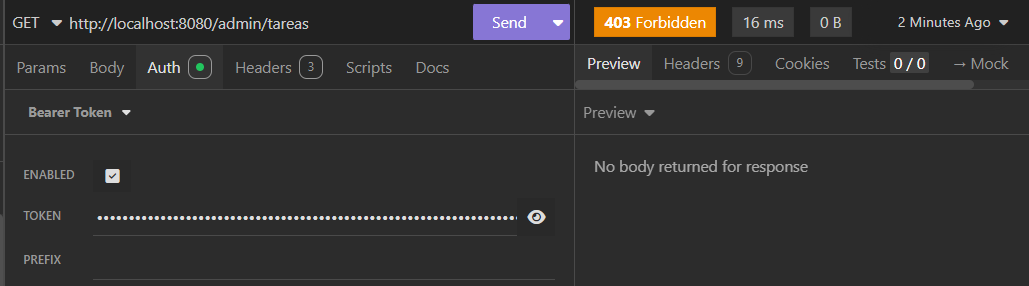 GET http://localhost:8080/admin/tareas Send
Params Body Auth Headers 3 Scripts Docs
Bearer Token
ENABLED
TOKEN ••••••••••••••••••••••••••••••••••••••••••••••••••••••••••••••••••
PREFIX
403 Forbidden 16 ms 0 B 2 Minutes Ago
Preview Headers 9 Cookies Tests 0 / 0 → Mock
Preview
No body returned for response